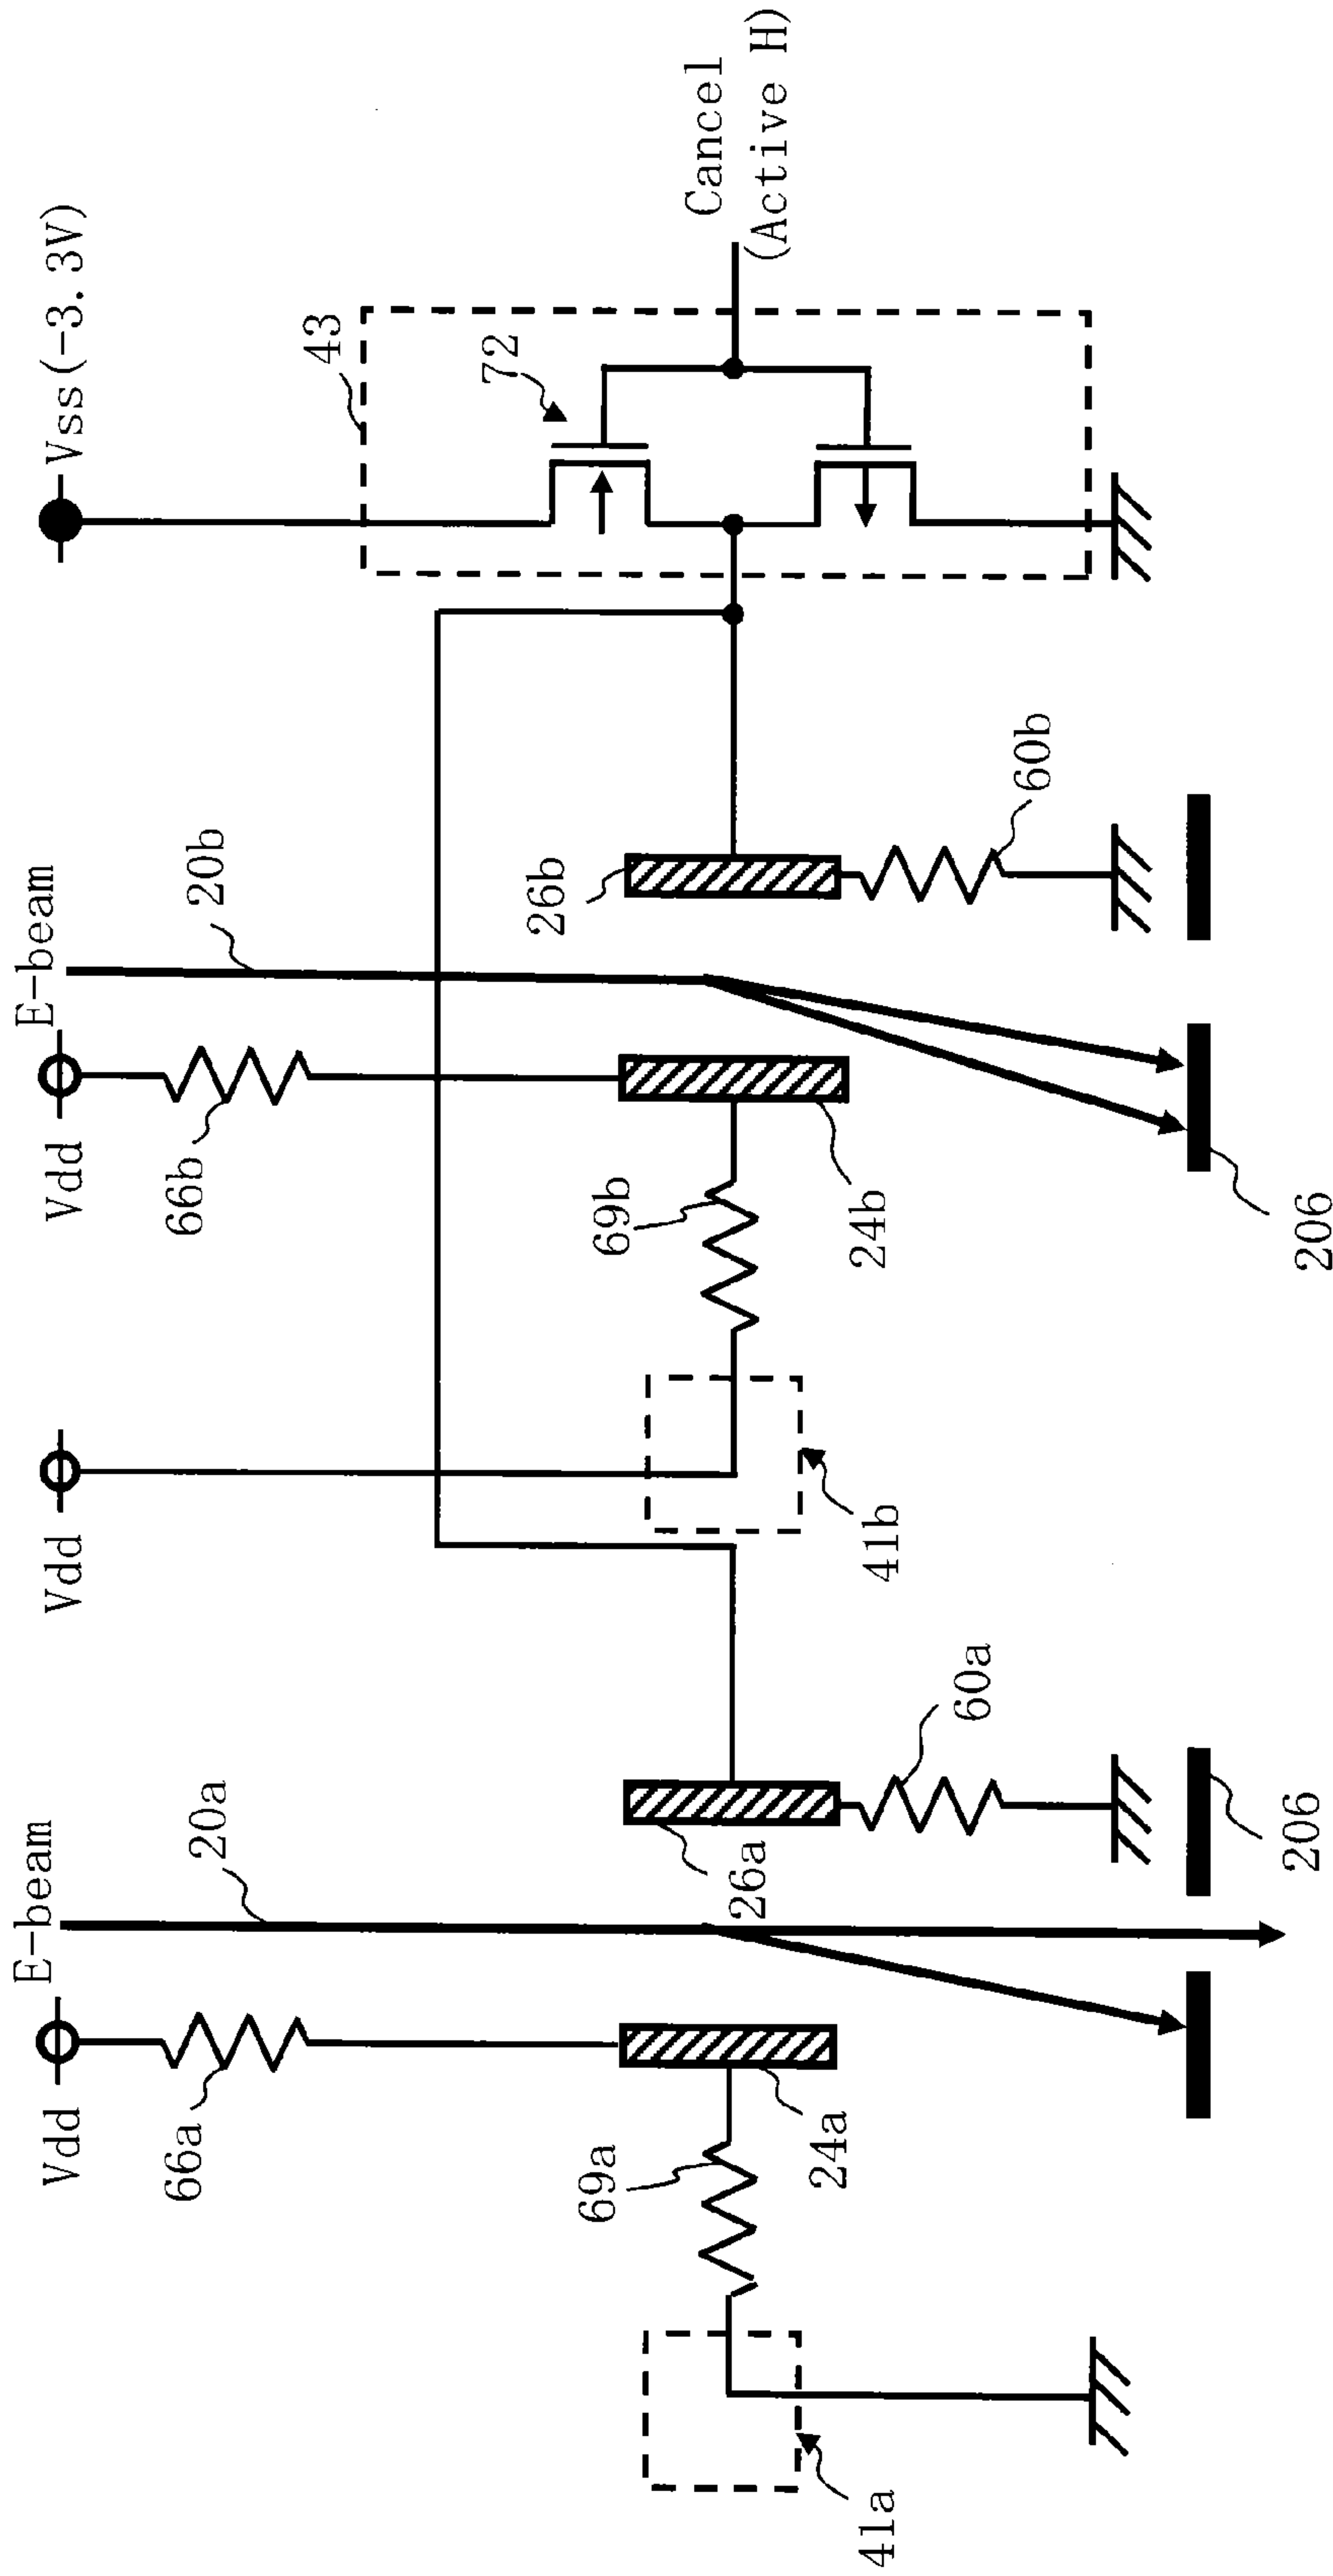 Vdd
E-beam
20a
66a
69a
24a
26a
60a
41a
206
Vdd
Vdd
E-beam
20b
66b
69b
24b
26b
60b
41b
206
Vss(-3.3V)
43
72
Cancel
(Active H)